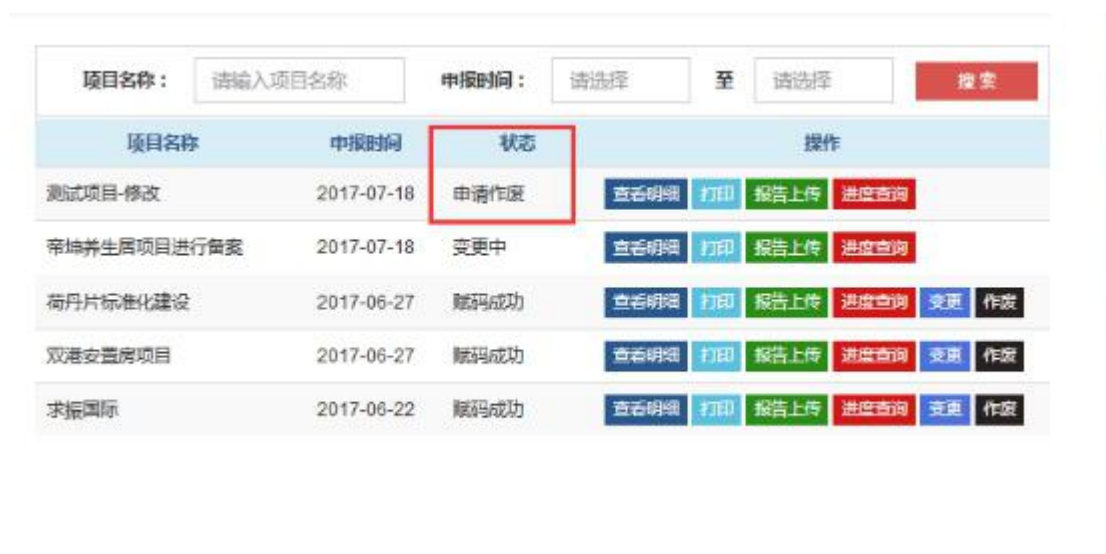 项目名称： 请输入项目名称 申报时间： 请选择 至 请选择 搜索
项目名称 申报时间 状态 操作
测试项目-修改 2017-07-18 申请作废 查看明细 打印 报告上传 进度查询
帝坤养生居项目进行备案 2017-07-18 变更中 查看明细 打印 报告上传 进度查询
荷丹片标准化建设 2017-06-27 赋码成功 查看明细 打印 报告上传 进度查询 变更 作废
双港安置房项目 2017-06-27 赋码成功 查看明细 打印 报告上传 进度查询 变更 作废
求振国际 2017-06-22 赋码成功 查看明细 打印 报告上传 进度查询 变更 作废